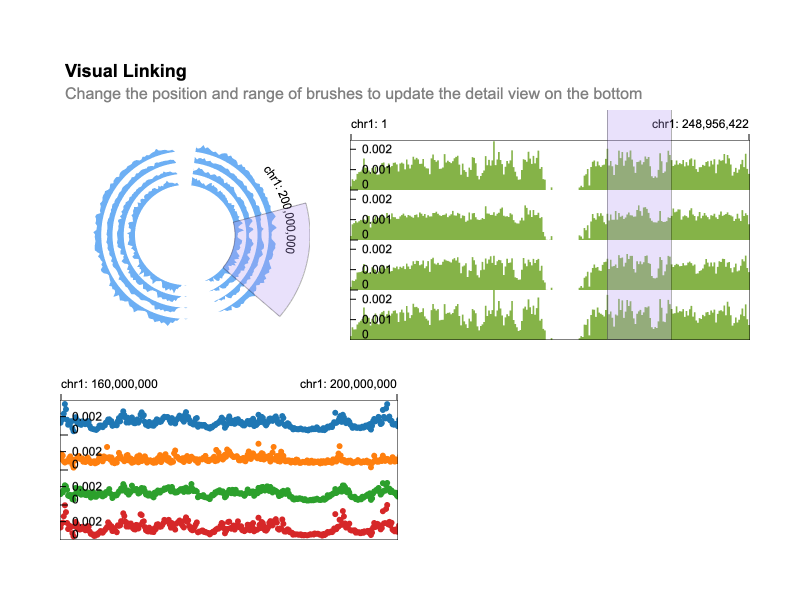 Visual Linking
Change the position and range of brushes to update the detail view on the bottom
chr1: 200,000,000
chr1: 1
chr1: 248,956,422
0.002
0.001
0
0.002
0.001
0
0.002
0.001
0
0.002
0.001
0
chr1: 160,000,000
chr1: 200,000,000
0.002
0
0.002
0
0.002
0
0.002
0